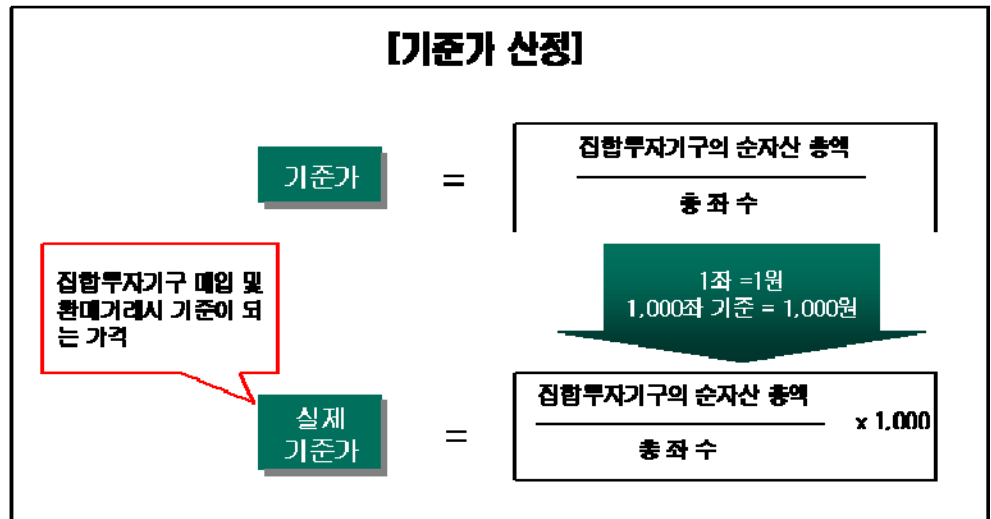 [기준가 산정]
기준가
=
집합투자기구의 순자산 총액
총 좌 수
집합투자기구 매입 및
환매거래시 기준이 되
는 가격
1좌 =1원
1,000좌 기준 = 1,000원
실제
기준가
=
집합투자기구의 순자산 총액
총 좌 수
x 1,000